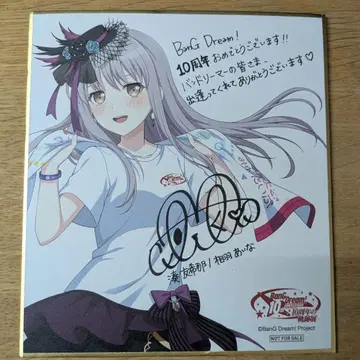 BanG Dream!
10周年おめでとうございます!!
バンドリーマーの皆さま
出逢ってくれてありがとうございます♡
湊友希那/相羽あいな
BanG Dream!
10
©BanG Dream! Project
NOT FOR SALE